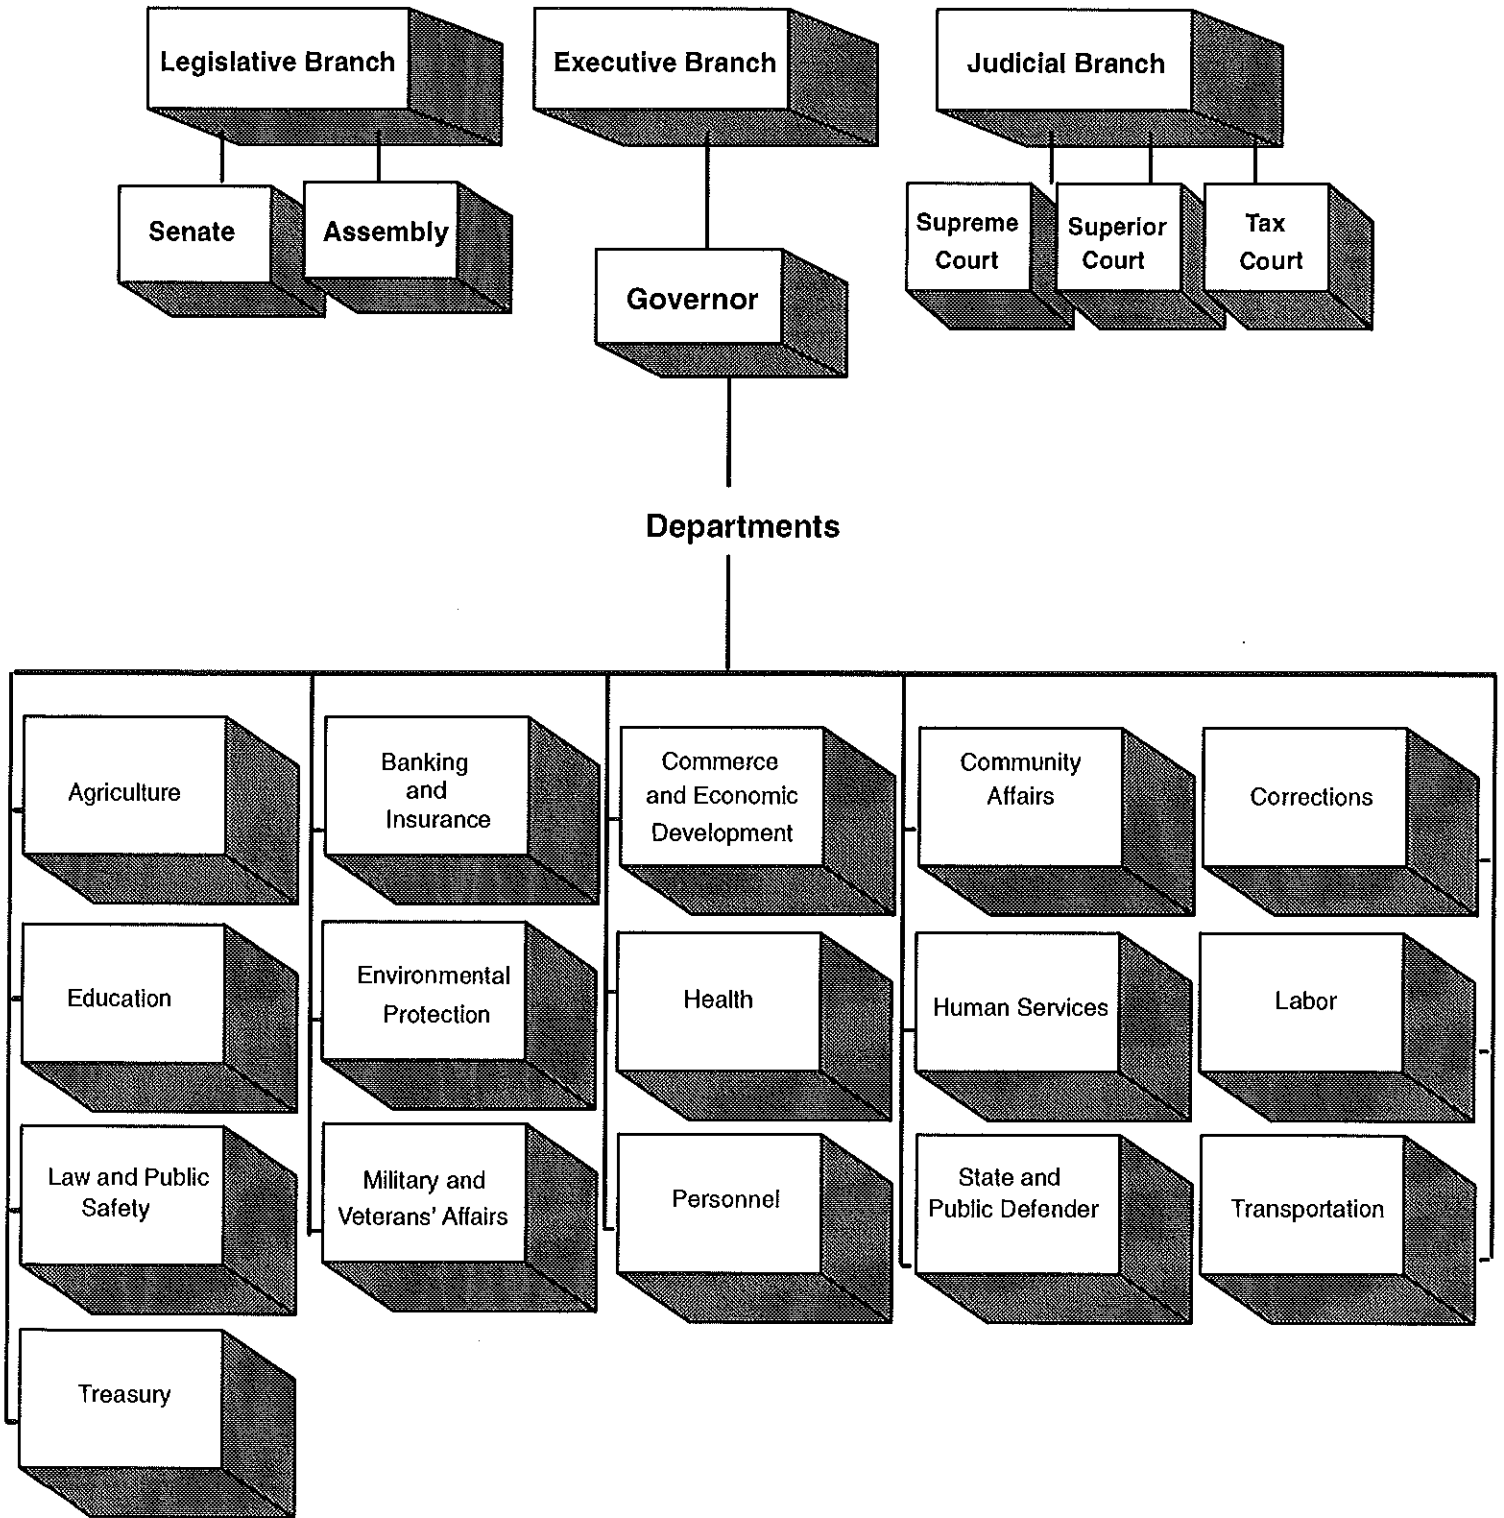 Legislative Branch
Executive Branch
Judicial Branch
Senate
Assembly
Governor
Supreme
Court
Superior
Court
Tax
Court
Departments
Agriculture
Banking
and
Insurance
Commerce
and Economic
Development
Community
Affairs
Corrections
Education
Environmental
Protection
Health
Human Services
Labor
Law and Public
Safety
Military and
Veterans' Affairs
Personnel
State and
Public Defender
Transportation
Treasury